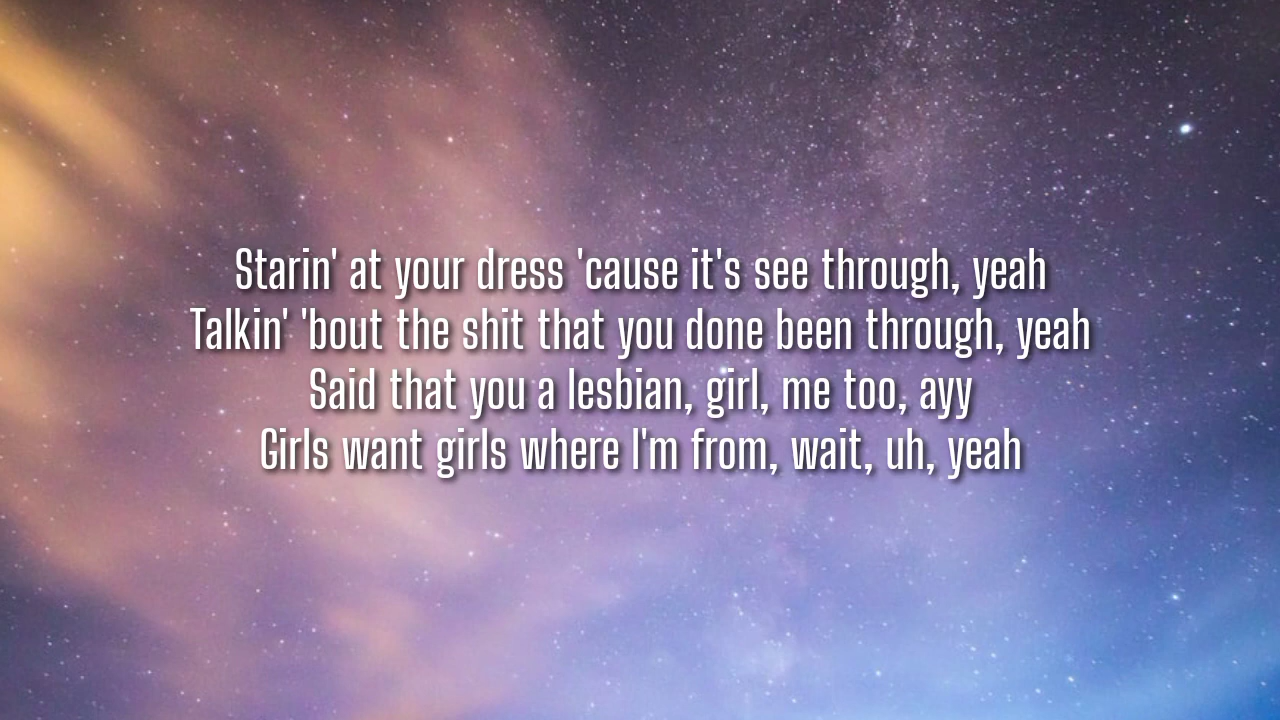 Starin' at your dress 'cause it's see through, yeah
Talkin' 'bout the shit that you done been through, yeah
Said that you a lesbian, girl, me too, ayy
Girls want girls where I'm from, wait, uh, yeah